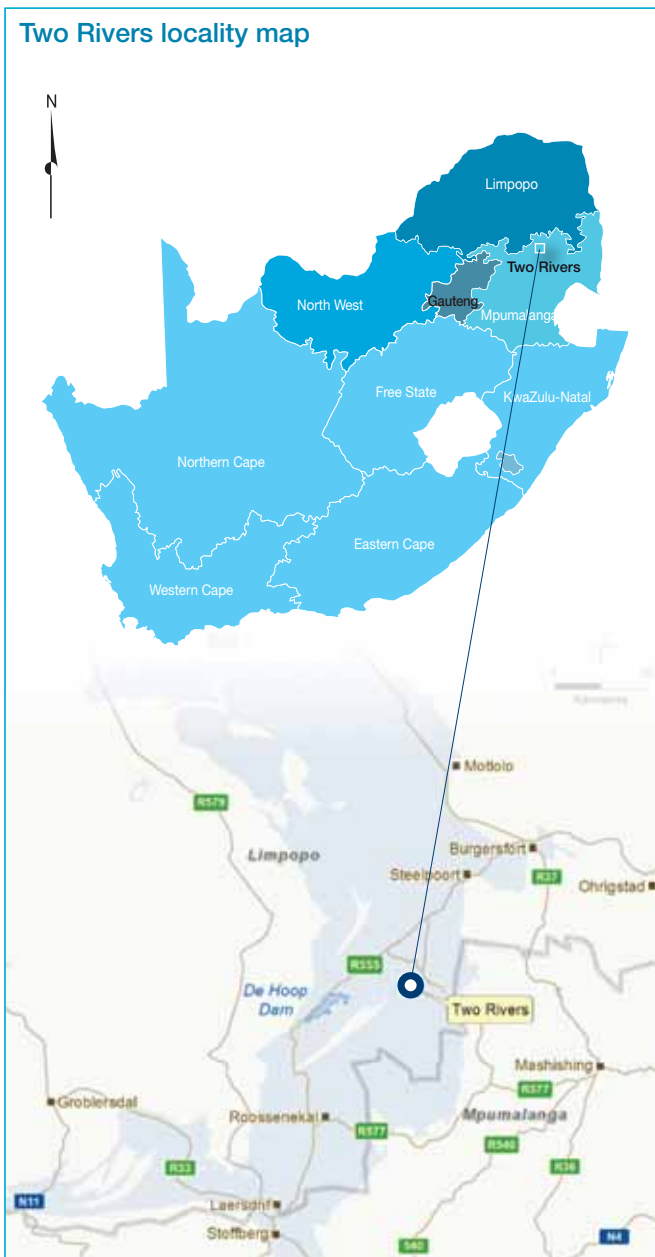 Two Rivers locality map
N
Limpopo
Two Rivers
North West
Gauteng
Mpumalanga
Free State
KwaZulu-Natal
Northern Cape
Eastern Cape
Western Cape
Motlolo
R579
Burgersfort
Limpopo
Steelpoort
R37
Ohrigstad
R555
De Hoop
Dam
Two Rivers
Mashishing
R577
Groblersdal
Roossenekal
Mpumalanga
R577
R540
R33
R36
N11
Laersdrif
Stoffberg
540
N4